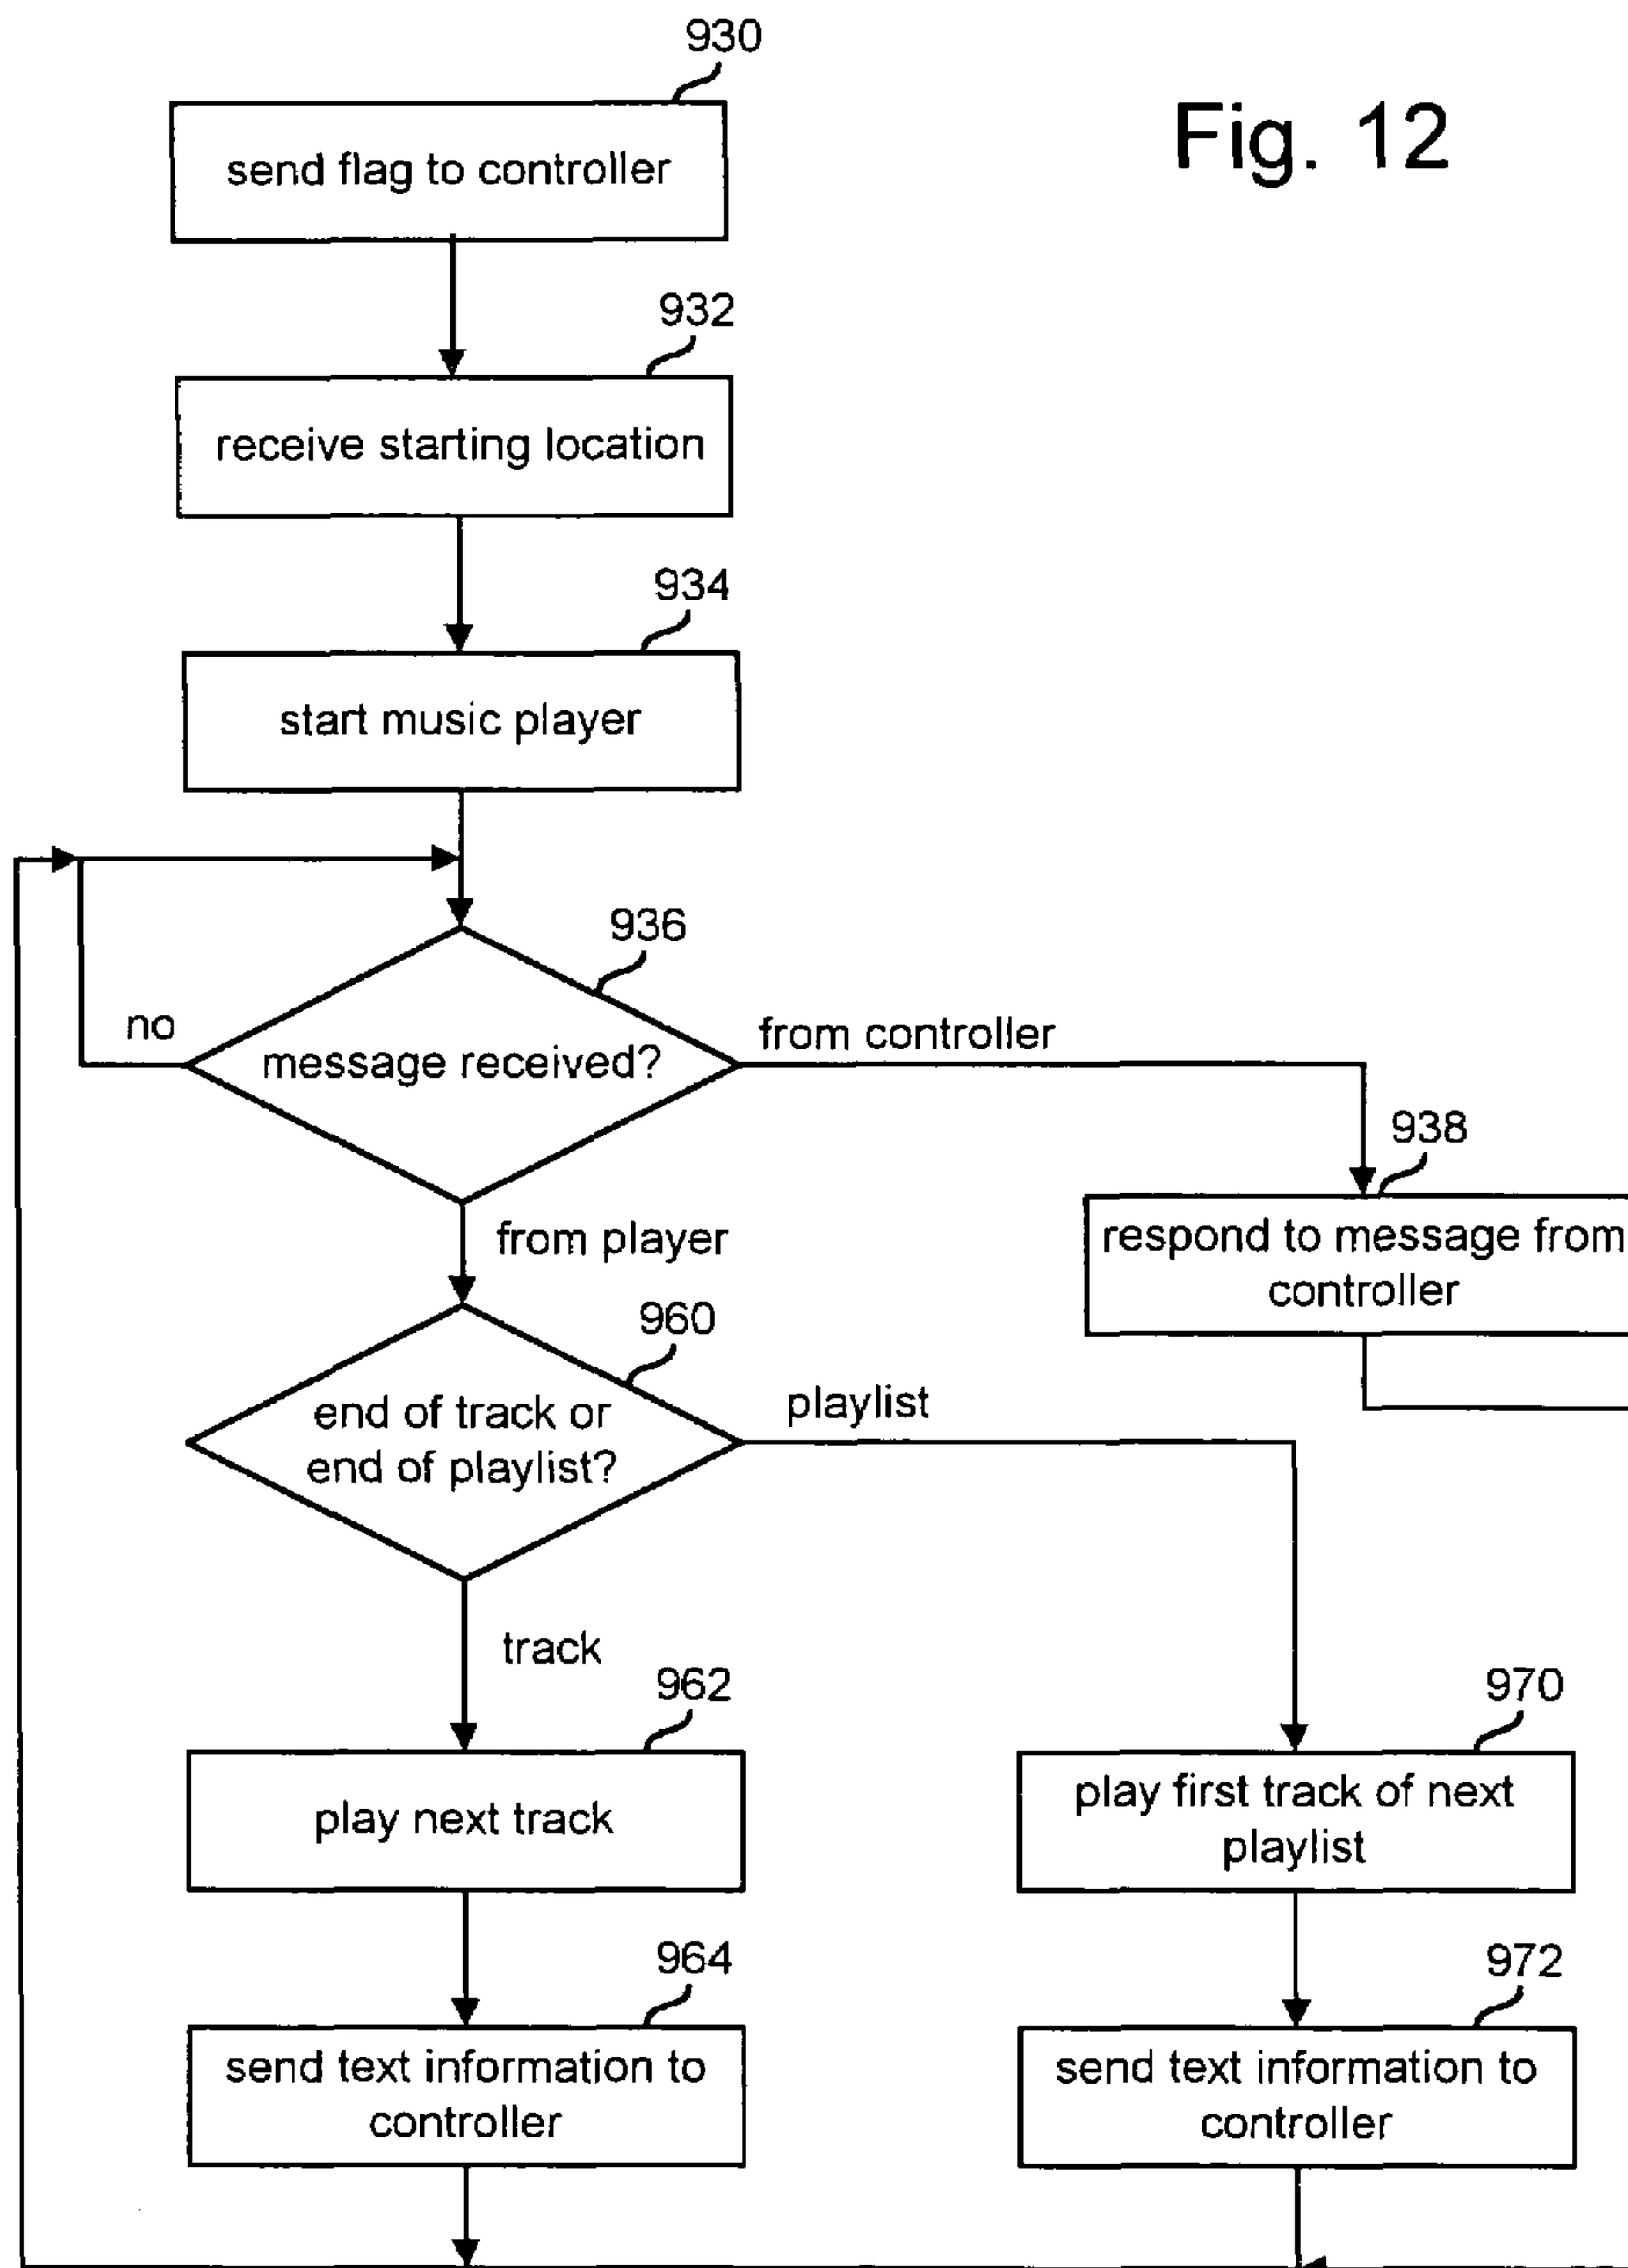 930
Fig. 12
send flag to controller
932
receive starting location
934
start music player
936
no
message received?
from controller
938
respond to message from
controller
from player
960
end of track or
end of playlist?
playlist
track
962
play next track
970
play first track of next
playlist
964
send text information to
controller
972
send text information to
controller